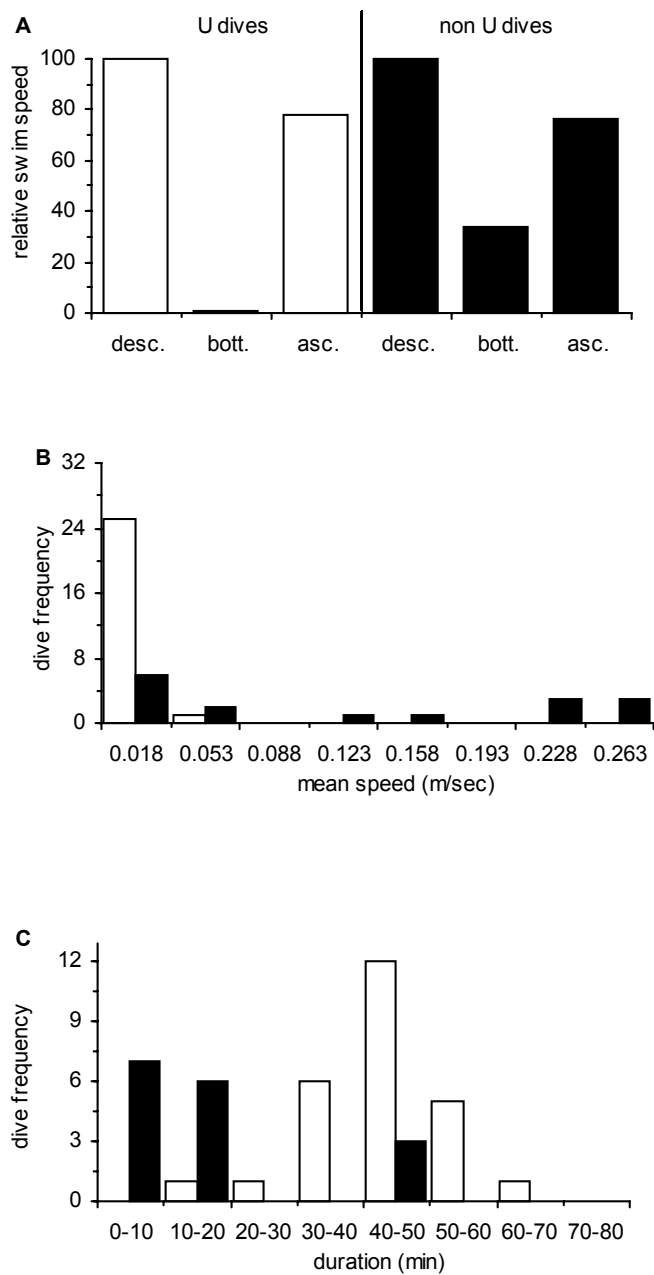 A
U dives
non U dives
relative swim speed
100
80
60
40
20
0
desc.
bott.
asc.
desc.
bott.
asc.
B
dive frequency
32
24
16
8
0
0.018 0.053 0.088 0.123 0.158 0.193 0.228 0.263
mean speed (m/sec)
C
dive frequency
12
9
6
3
0
0-10 10-20 20-30 30-40 40-50 50-60 60-70 70-80
duration (min)